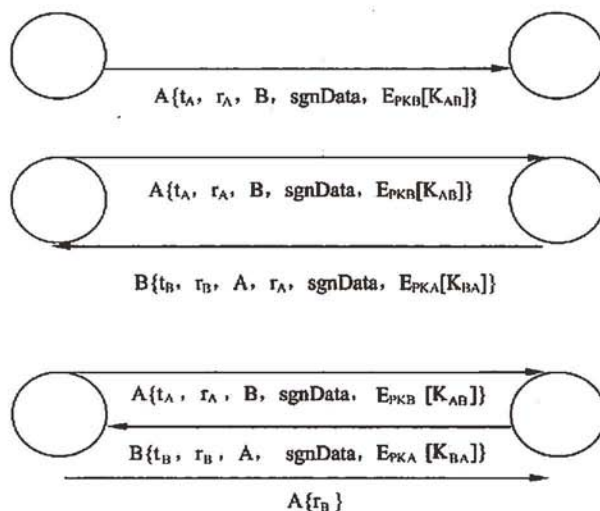 A{tA, rA, B, sgnData, EPKB[KAB]}
A{tA, rA, B, sgnData, EPKB[KAB]}
B{tB, rB, A, rA, sgnData, EPKA[KBA]}
A{tA, rA, B, sgnData, EPKB [KAB]}
B{tB, rB, A, sgnData, EPKA [KBA]}
A{rB}